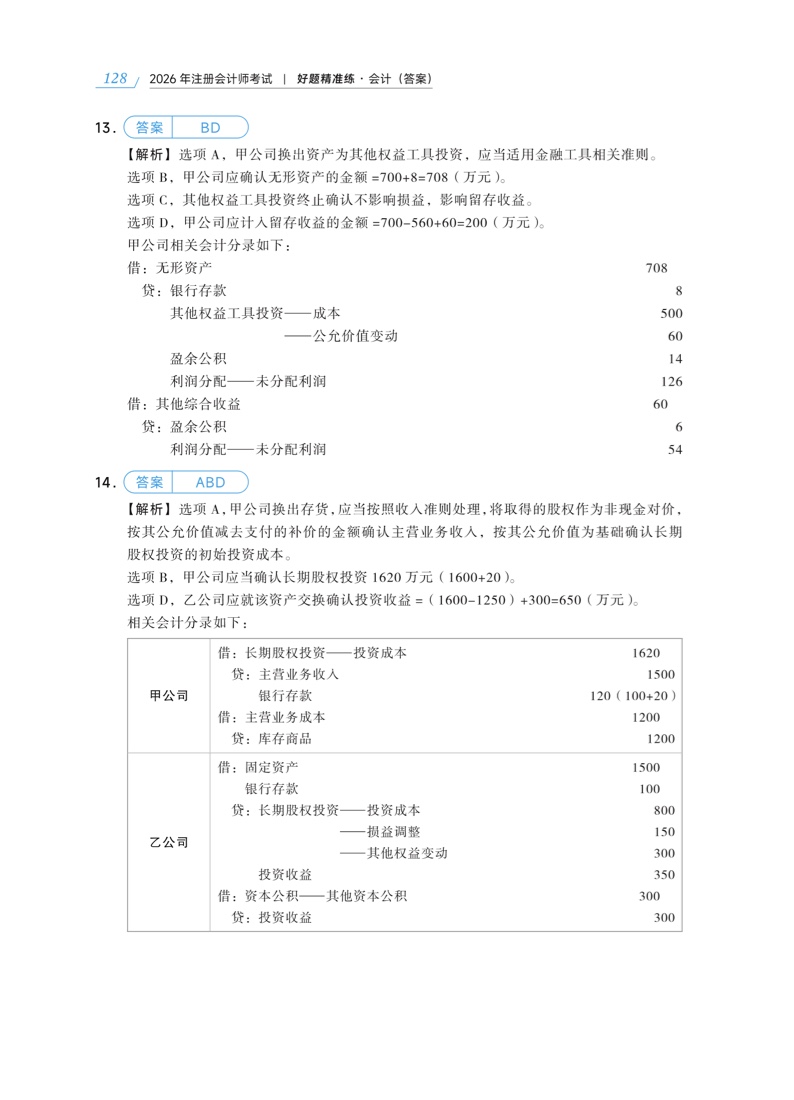 128 2026 年注册会计师考试 | 好题精准练·会计（答案）
13. 答案 BD
【解析】选项 A，甲公司换出资产为其他权益工具投资，应当适用金融工具相关准则。
选项 B，甲公司应确认无形资产的金额 =700+8=708（万元）。
选项 C，其他权益工具投资终止确认不影响损益，影响留存收益。
选项 D，甲公司应计入留存收益的金额 =700-560+60=200（万元）。
甲公司相关会计分录如下：
借：无形资产 708
贷：银行存款 8
其他权益工具投资——成本 500
——公允价值变动 60
盈余公积 14
利润分配——未分配利润 126
借：其他综合收益 60
贷：盈余公积 6
利润分配——未分配利润 54
14. 答案 ABD
【解析】选项 A，甲公司换出存货，应当按照收入准则处理，将取得的股权作为非现金对价，
按其公允价值减去支付的补价的金额确认主营业务收入，按其公允价值为基础确认长期
股权投资的初始投资成本。
选项 B，甲公司应当确认长期股权投资 1620 万元（1600+20）。
选项 D，乙公司应就该资产交换确认投资收益 =（1600-1250）+300=650（万元）。
相关会计分录如下：
甲公司
借：长期股权投资——投资成本 1620
贷：主营业务收入 1500
银行存款 120（100+20）
借：主营业务成本 1200
贷：库存商品 1200
乙公司
借：固定资产 1500
银行存款 100
贷：长期股权投资——投资成本 800
——损益调整 150
——其他权益变动 300
投资收益 350
借：资本公积——其他资本公积 300
贷：投资收益 300